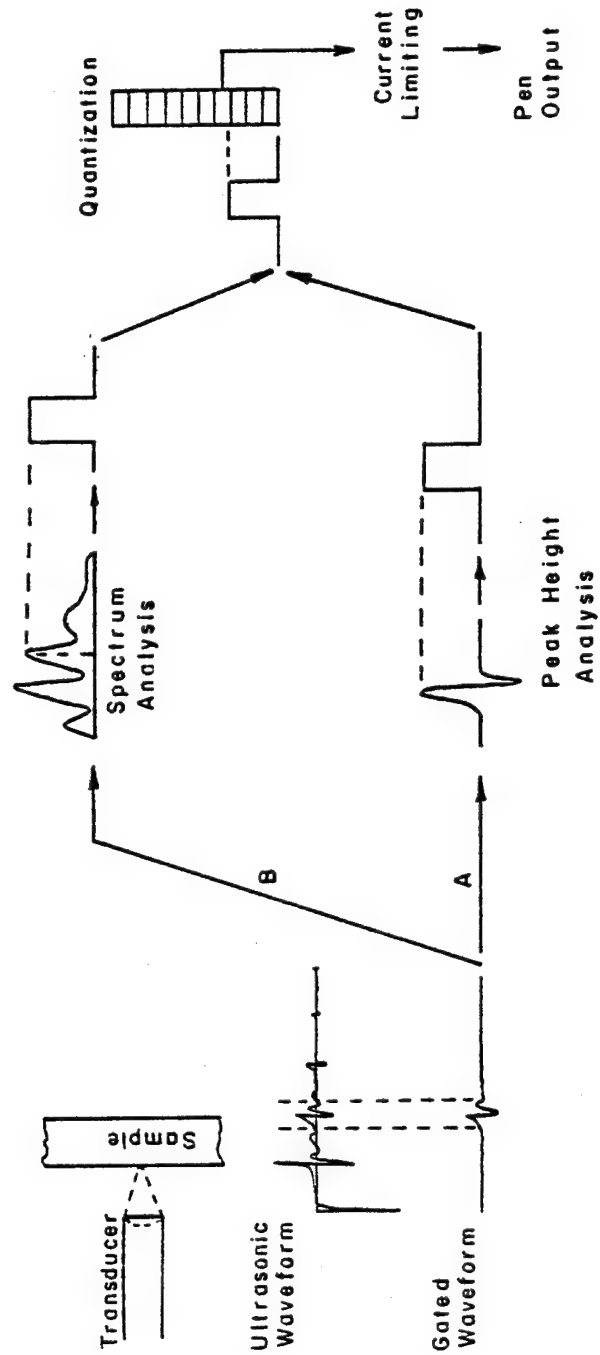 Transducer
Sample
Ultrasonic
Waveform
Gated
Waveform
B
A
Spectrum
Analysis
Peak Height
Analysis
Quantization
Current
Limiting
Pen
Output